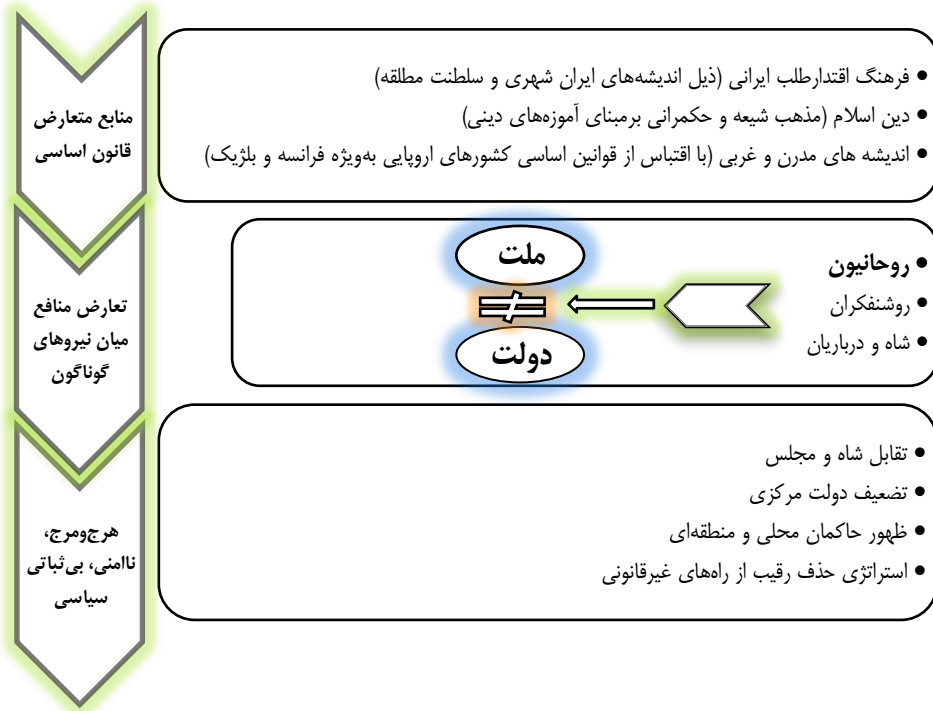 منابع متعارض
قانون اساسی
• فرهنگ اقتدارطلب ایرانی (ذیل اندیشه‌های ایران شهری و سلطنت مطلقه)
• دین اسلام (مذهب شیعه و حکمرانی برمبنای آموزه‌های دینی)
• اندیشه های مدرن و غربی (با اقتباس از قوانین اساسی کشورهای اروپایی به‌ویژه فرانسه و بلژیک)
تعارض منافع
میان نیروهای
گوناگون
• روحانیون
• روشنفکران
• شاه و درباریان
ملت
≠
دولت
هرج‌ومرج،
ناامنی، بی‌ثباتی
سیاسی
• تقابل شاه و مجلس
• تضعیف دولت مرکزی
• ظهور حاکمان محلی و منطقه‌ای
• استراتژی حذف رقیب از راه‌های غیرقانونی